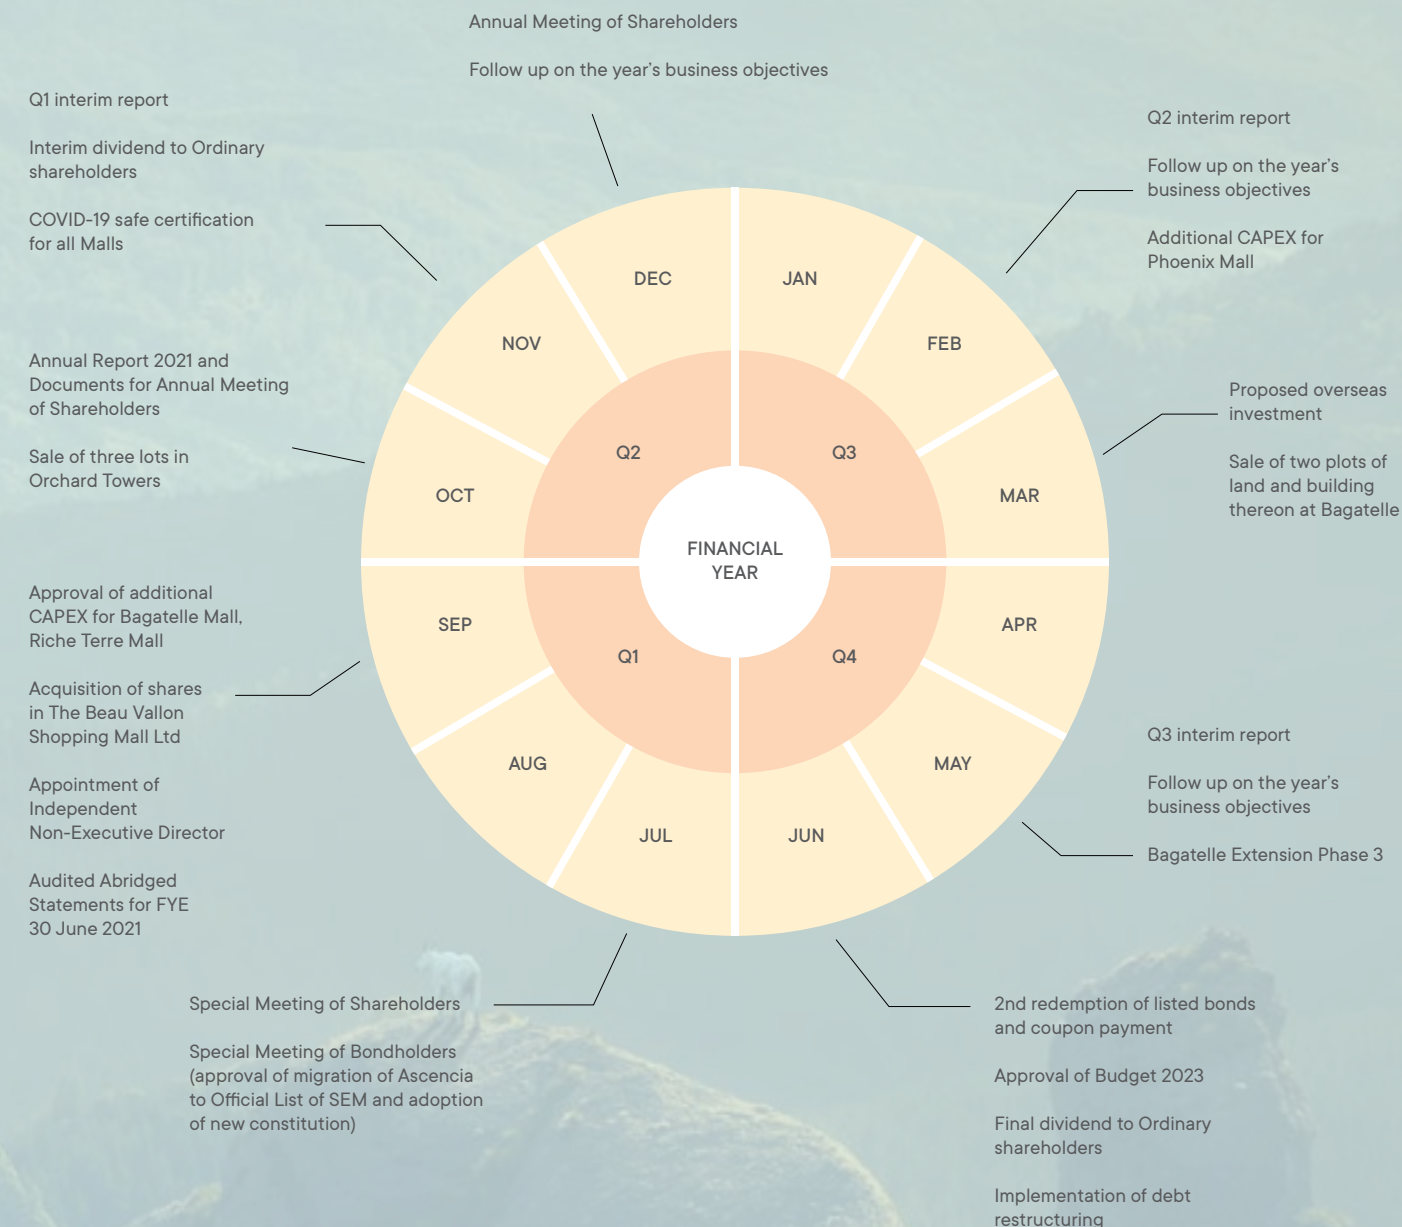 Annual Meeting of Shareholders
Follow up on the year's business objectives
Q1 interim report
Interim dividend to Ordinary
shareholders
COVID-19 safe certification
for all Malls
Q2 interim report
Follow up on the year's
business objectives
Additional CAPEX for
Phoenix Mall
Annual Report 2021 and
Documents for Annual Meeting
of Shareholders
Sale of three lots in
Orchard Towers
Proposed overseas
investment
Sale of two plots of
land and building
thereon at Bagatelle
DEC
JAN
NOV
FEB
OCT
MAR
Q2
Q3
FINANCIAL
YEAR
SEP
APR
Q1
Q4
AUG
MAY
JUL
JUN
Approval of additional
CAPEX for Bagatelle Mall,
Riche Terre Mall
Acquisition of shares
in The Beau Vallon
Shopping Mall Ltd
Appointment of
Independent
Non-Executive Director
Audited Abridged
Statements for FYE
30 June 2021
Q3 interim report
Follow up on the year's
business objectives
Bagatelle Extension Phase 3
Special Meeting of Shareholders
Special Meeting of Bondholders
(approval of migration of Ascencia
to Official List of SEM and adoption
of new constitution)
2nd redemption of listed bonds
and coupon payment
Approval of Budget 2023
Final dividend to Ordinary
shareholders
Implementation of debt
restructuring